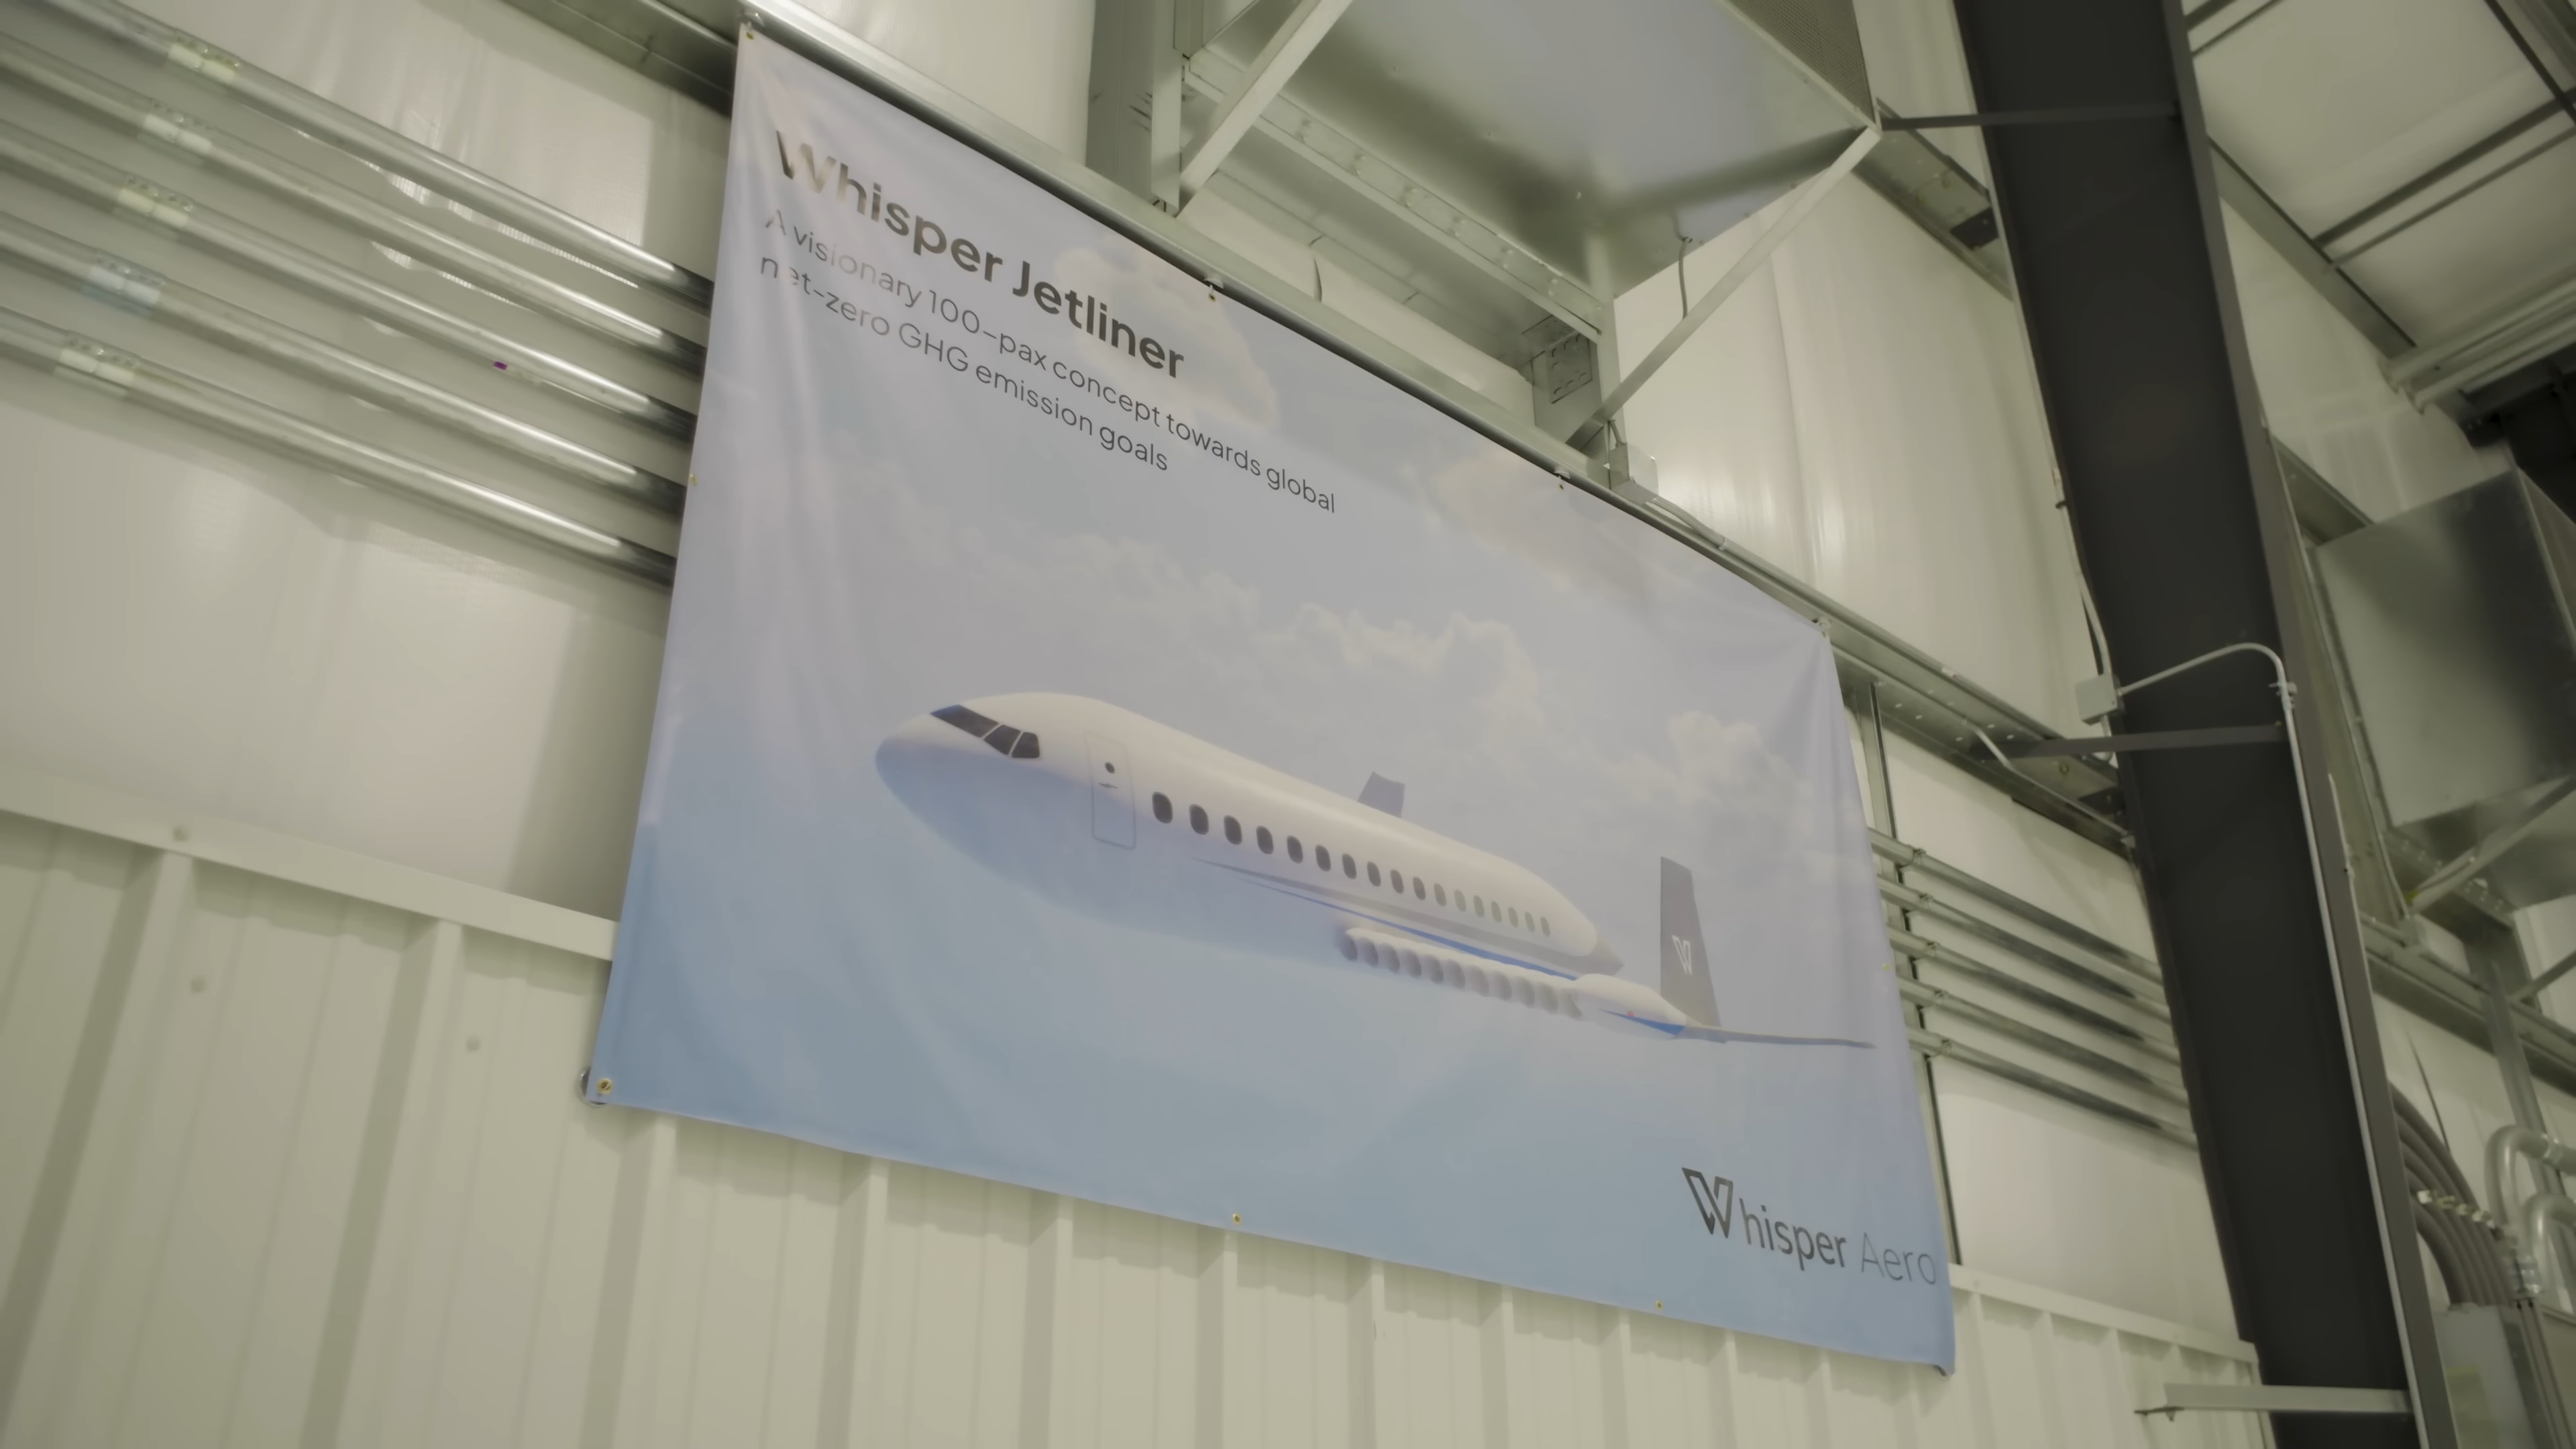 Whisper Jetliner
A visionary 100-pax concept towards global
net-zero GHG emission goals
W
Whisper Aero